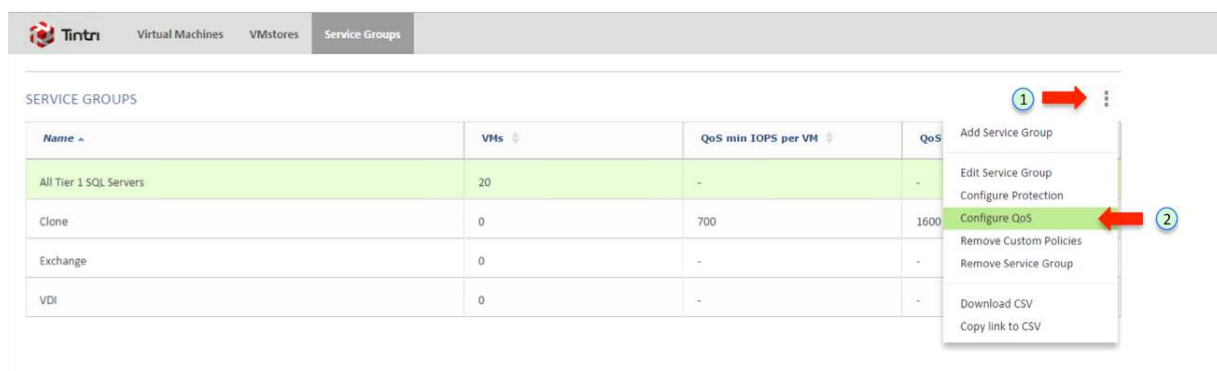 Tintri Virtual Machines VMstores Service Groups
SERVICE GROUPS
1
Name VMs QoS min IOPS per VM QoS
Add Service Group
All Tier 1 SQL Servers 20 - -
Edit Service Group
Configure Protection
Clone 0 700 1600
Configure QoS
2
Remove Custom Policies
Exchange 0 - -
Remove Service Group
VDI 0 - -
Download CSV
Copy link to CSV